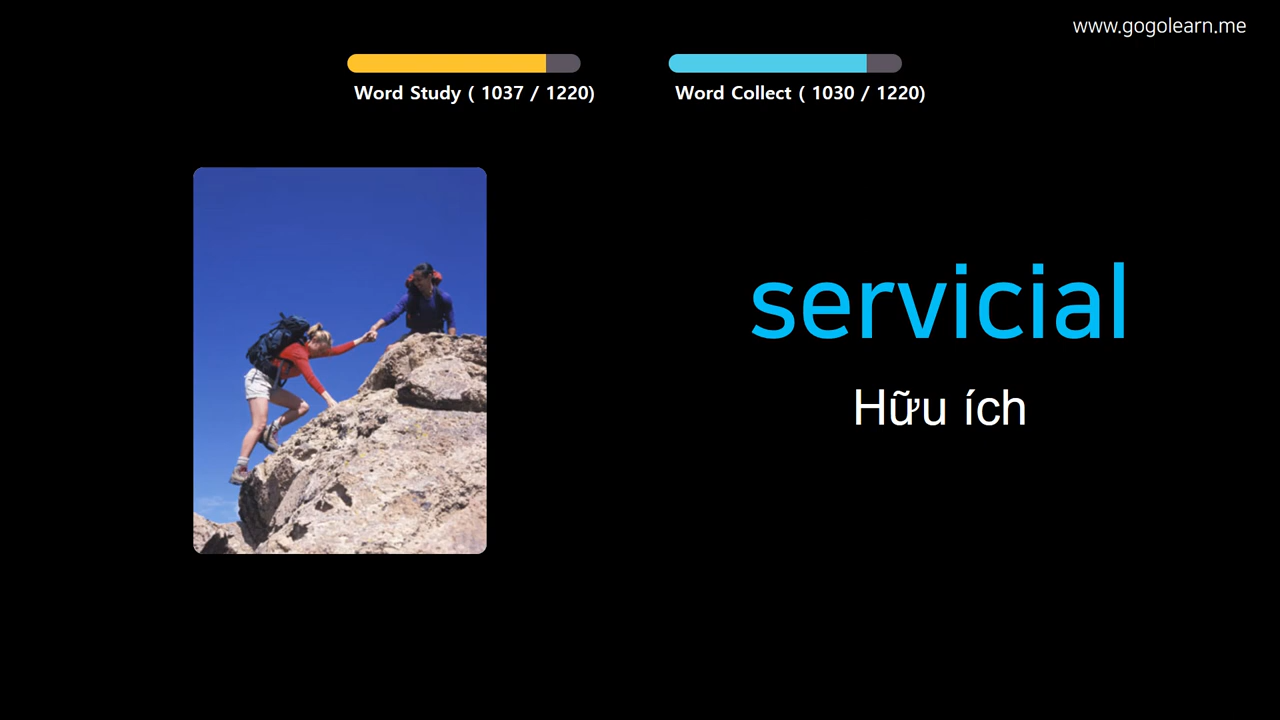 www.gogolearn.me
Word Study ( 1037 / 1220)
Word Collect ( 1030 / 1220)
servicial
Hữu ích